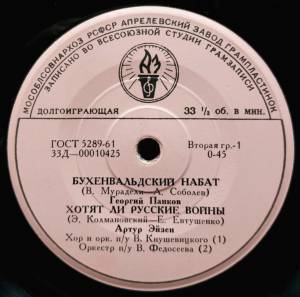 МОСОБЛСОВНАРХОЗ РСФСР АПРЕЛЕВСКИЙ ЗАВОД ГРАМПЛАСТИНОК
ЗАПИСАНО ВО ВСЕСОЮЗНОЙ СТУДИИ ГРАМЗАПИСИ
ДОЛГОИГРАЮЩАЯ 33 1/3 об. в мин.
ГОСТ 5289-61 Вторая гр.-1
33Д—00010425 0-45
БУХЕНВАЛЬДСКИЙ НАБАТ
(В. Мурадели—А. Соболев)
Георгий Панков
ХОТЯТ ЛИ РУССКИЕ ВОЙНЫ
(Э. Колмановский—Е. Евтушенко)
Артур Эйзен
Хор и орк. п/у В. Кнушевицкого (1)
Оркестр п/у В. Федосеева (2)